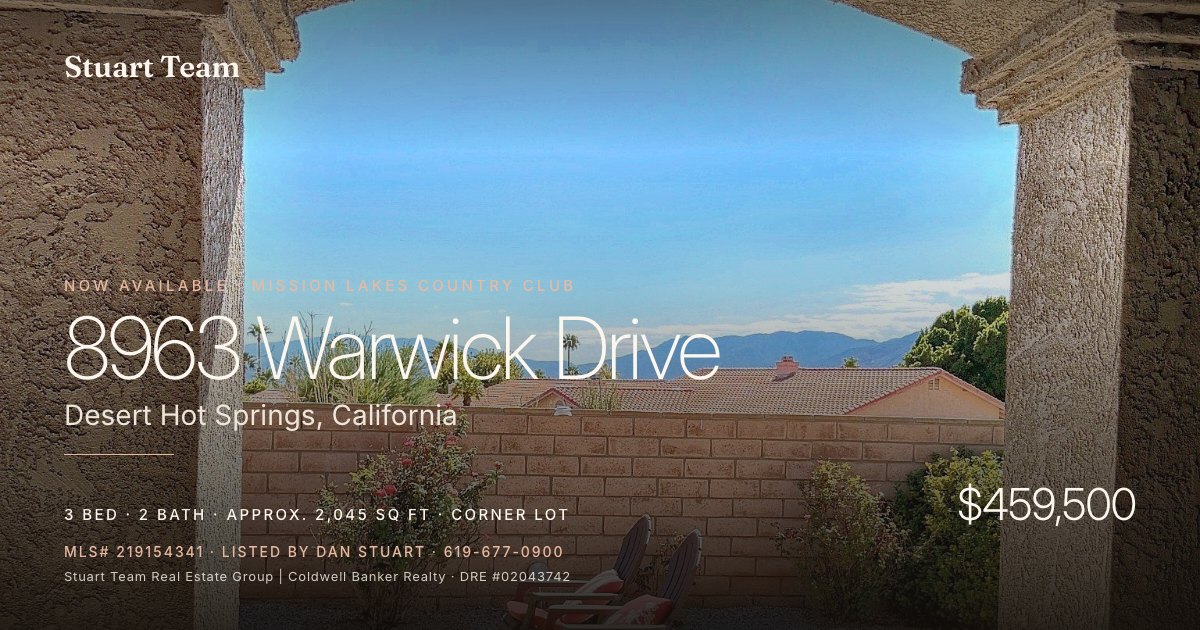 Stuart Team
NOW AVAILABLE · MISSION LAKES COUNTRY CLUB
8963 Warwick Drive
Desert Hot Springs, California
3 BED · 2 BATH · APPROX. 2,045 SQ FT · CORNER LOT
$459,500
MLS# 219154341 · LISTED BY DAN STUART · 619-677-0900
Stuart Team Real Estate Group | Coldwell Banker Realty · DRE #02043742